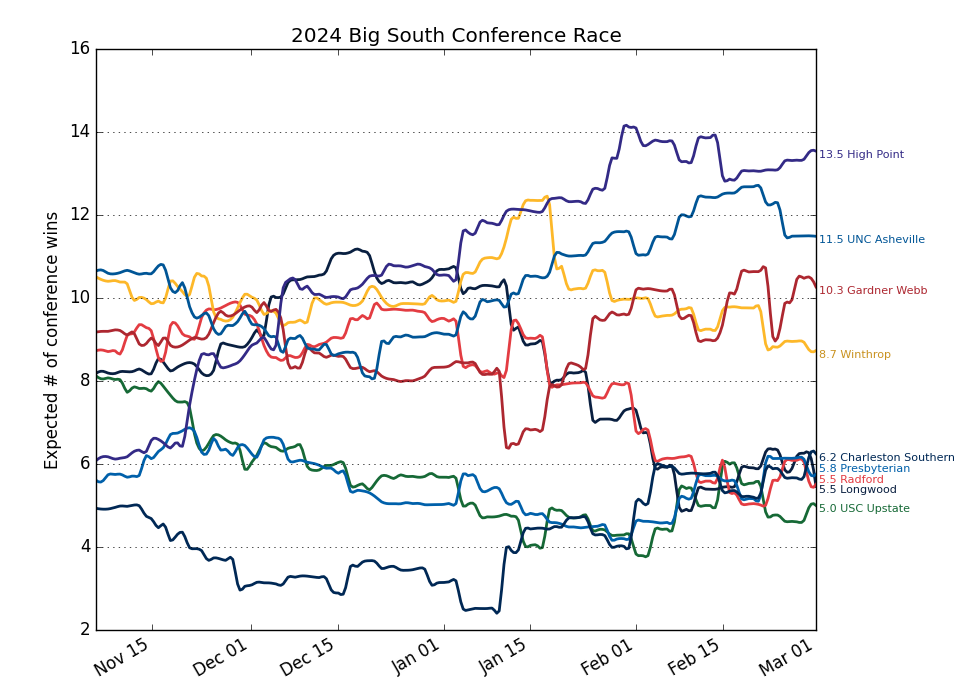 2024 Big South Conference Race
Expected # of conference wins
16
14
12
10
8
6
4
2
Nov 15
Dec 01
Dec 15
Jan 01
Jan 15
Feb 01
Feb 15
Mar 01
13.5 High Point
11.5 UNC Asheville
10.3 Gardner Webb
8.7 Winthrop
6.2 Charleston Southern
5.8 Presbyterian
5.5 Radford
5.5 Longwood
5.0 USC Upstate